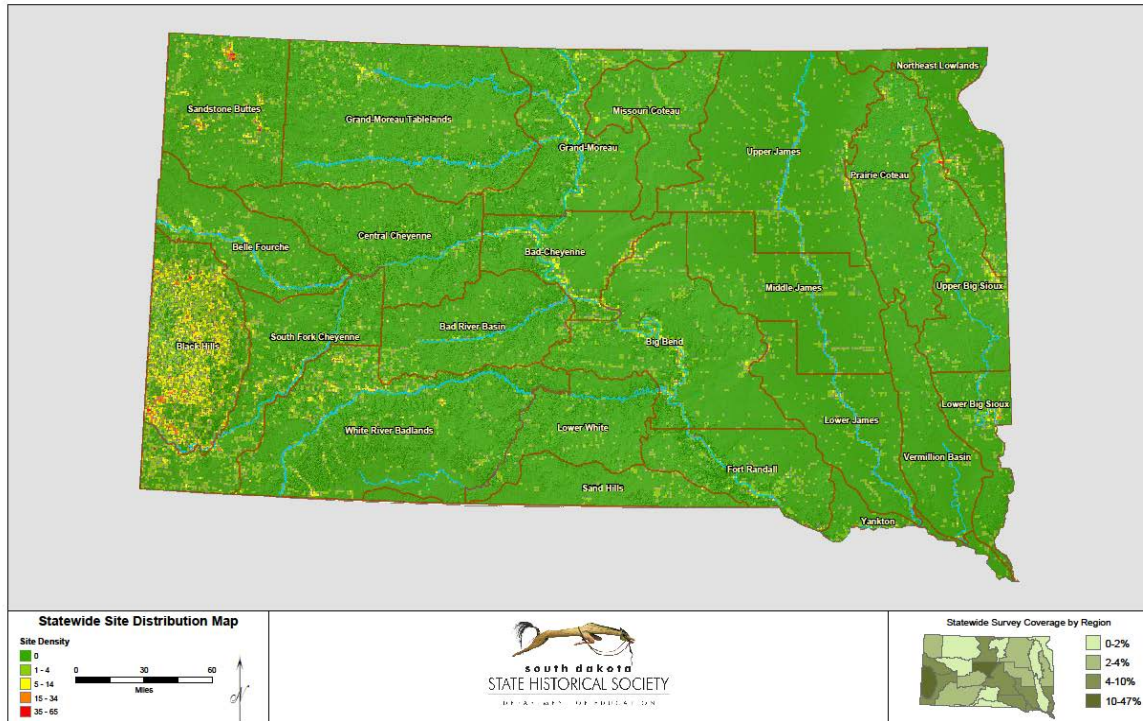 Northeast Lowlands
Sandstone Buttes
Missouri Coteau
Grand-Moreau Tablelands
Grand-Moreau
Upper James
Prairie Coteau
Central Cheyenne
Belle Fourche
Bad-Cheyenne
Upper Big Sioux
Middle James
Bad River Basin
South Fork Cheyenne
Big Bend
Black Hills
Lower Big Sioux
Lower James
White River Badlands
Lower White
Vermillion Basin
Fort Randall
Sand Hills
Yankton
Statewide Site Distribution Map
Site Density
0
1 - 4
5 - 14
15 - 34
35 - 65
0 30 60
Miles
N
south dakota
STATE HISTORICAL SOCIETY
DEPARTMENT OF EDUCATION
Statewide Survey Coverage by Region
0-2%
2-4%
4-10%
10-47%